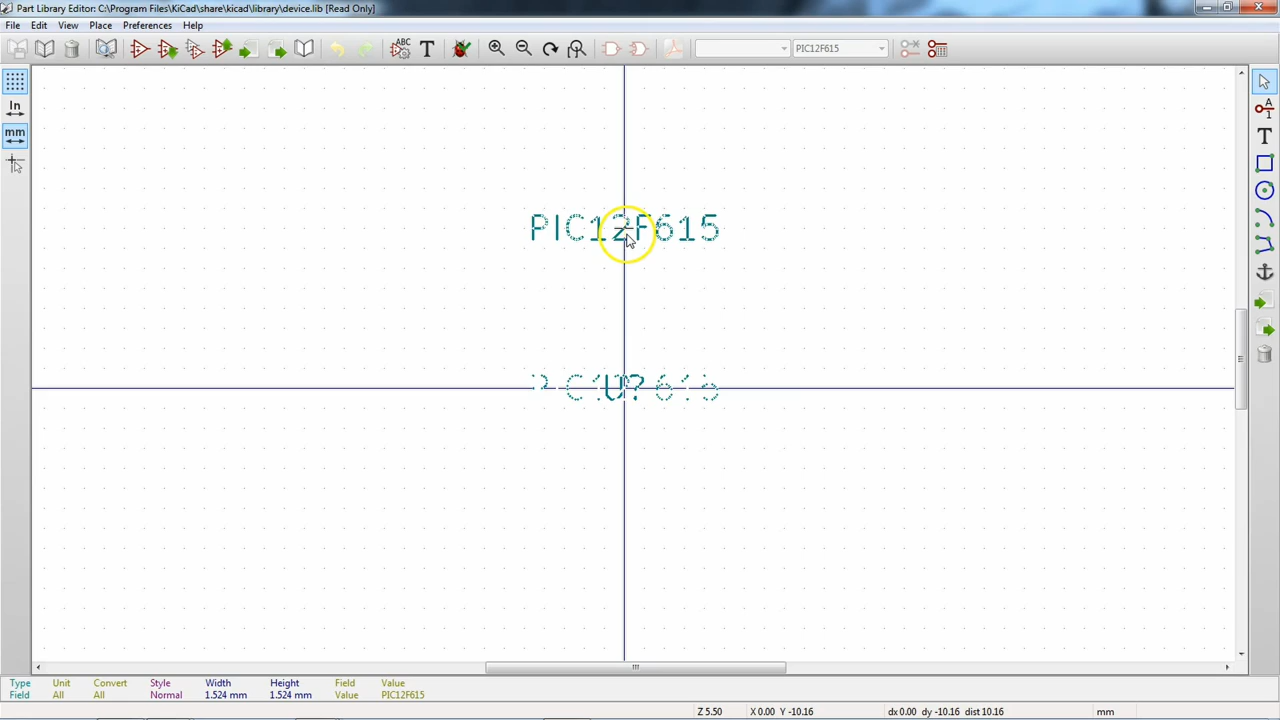 Part Library Editor: C:\Program Files\KiCad\share\kicad\library\device.lib [Read Only]
File Edit View Place Preferences Help
ABC T PIC12F615
In
mm
A
1
T
PIC12F615
U?
Type Unit Convert Style Width Height Field Value
Field All All Normal 1.524 mm 1.524 mm Value PIC12F615
Z 5.50 X 0.00 Y -10.16 dx 0.00 dy -10.16 dist 10.16 mm